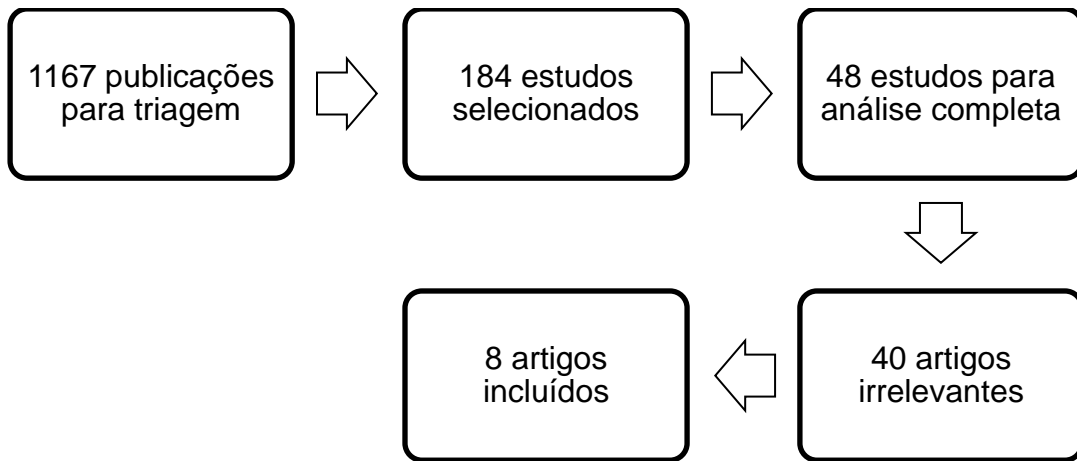 1167 publicações
para triagem
184 estudos
selecionados
48 estudos para
análise completa
40 artigos
irrelevantes
8 artigos
incluídos